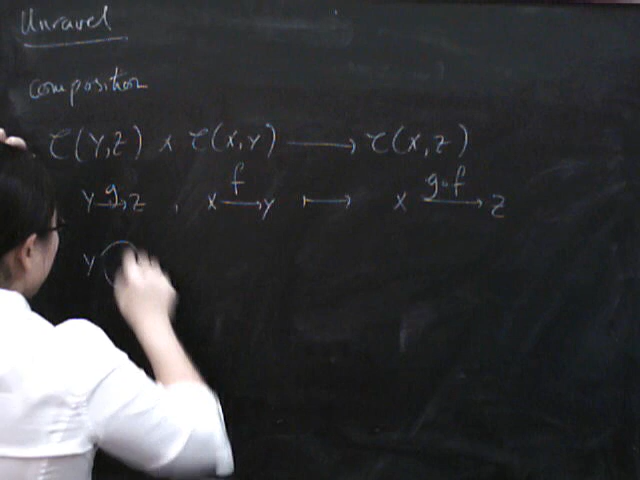 Unravel
composition
𝒞(Y,Z) × 𝒞(X,Y) ⟶ 𝒞(X,Z)
Y –g→ Z , X –f→ Y ⟼ X –g∘f→ Z
Y